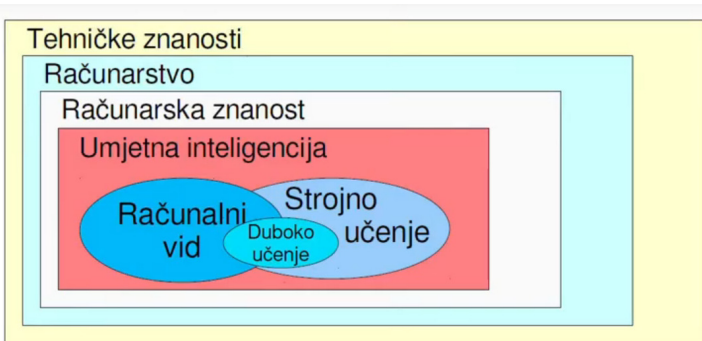 Tehničke znanosti
Računarstvo
Računarska znanost
Umjetna inteligencija
Računalni
vid
Strojno
učenje
Duboko
učenje